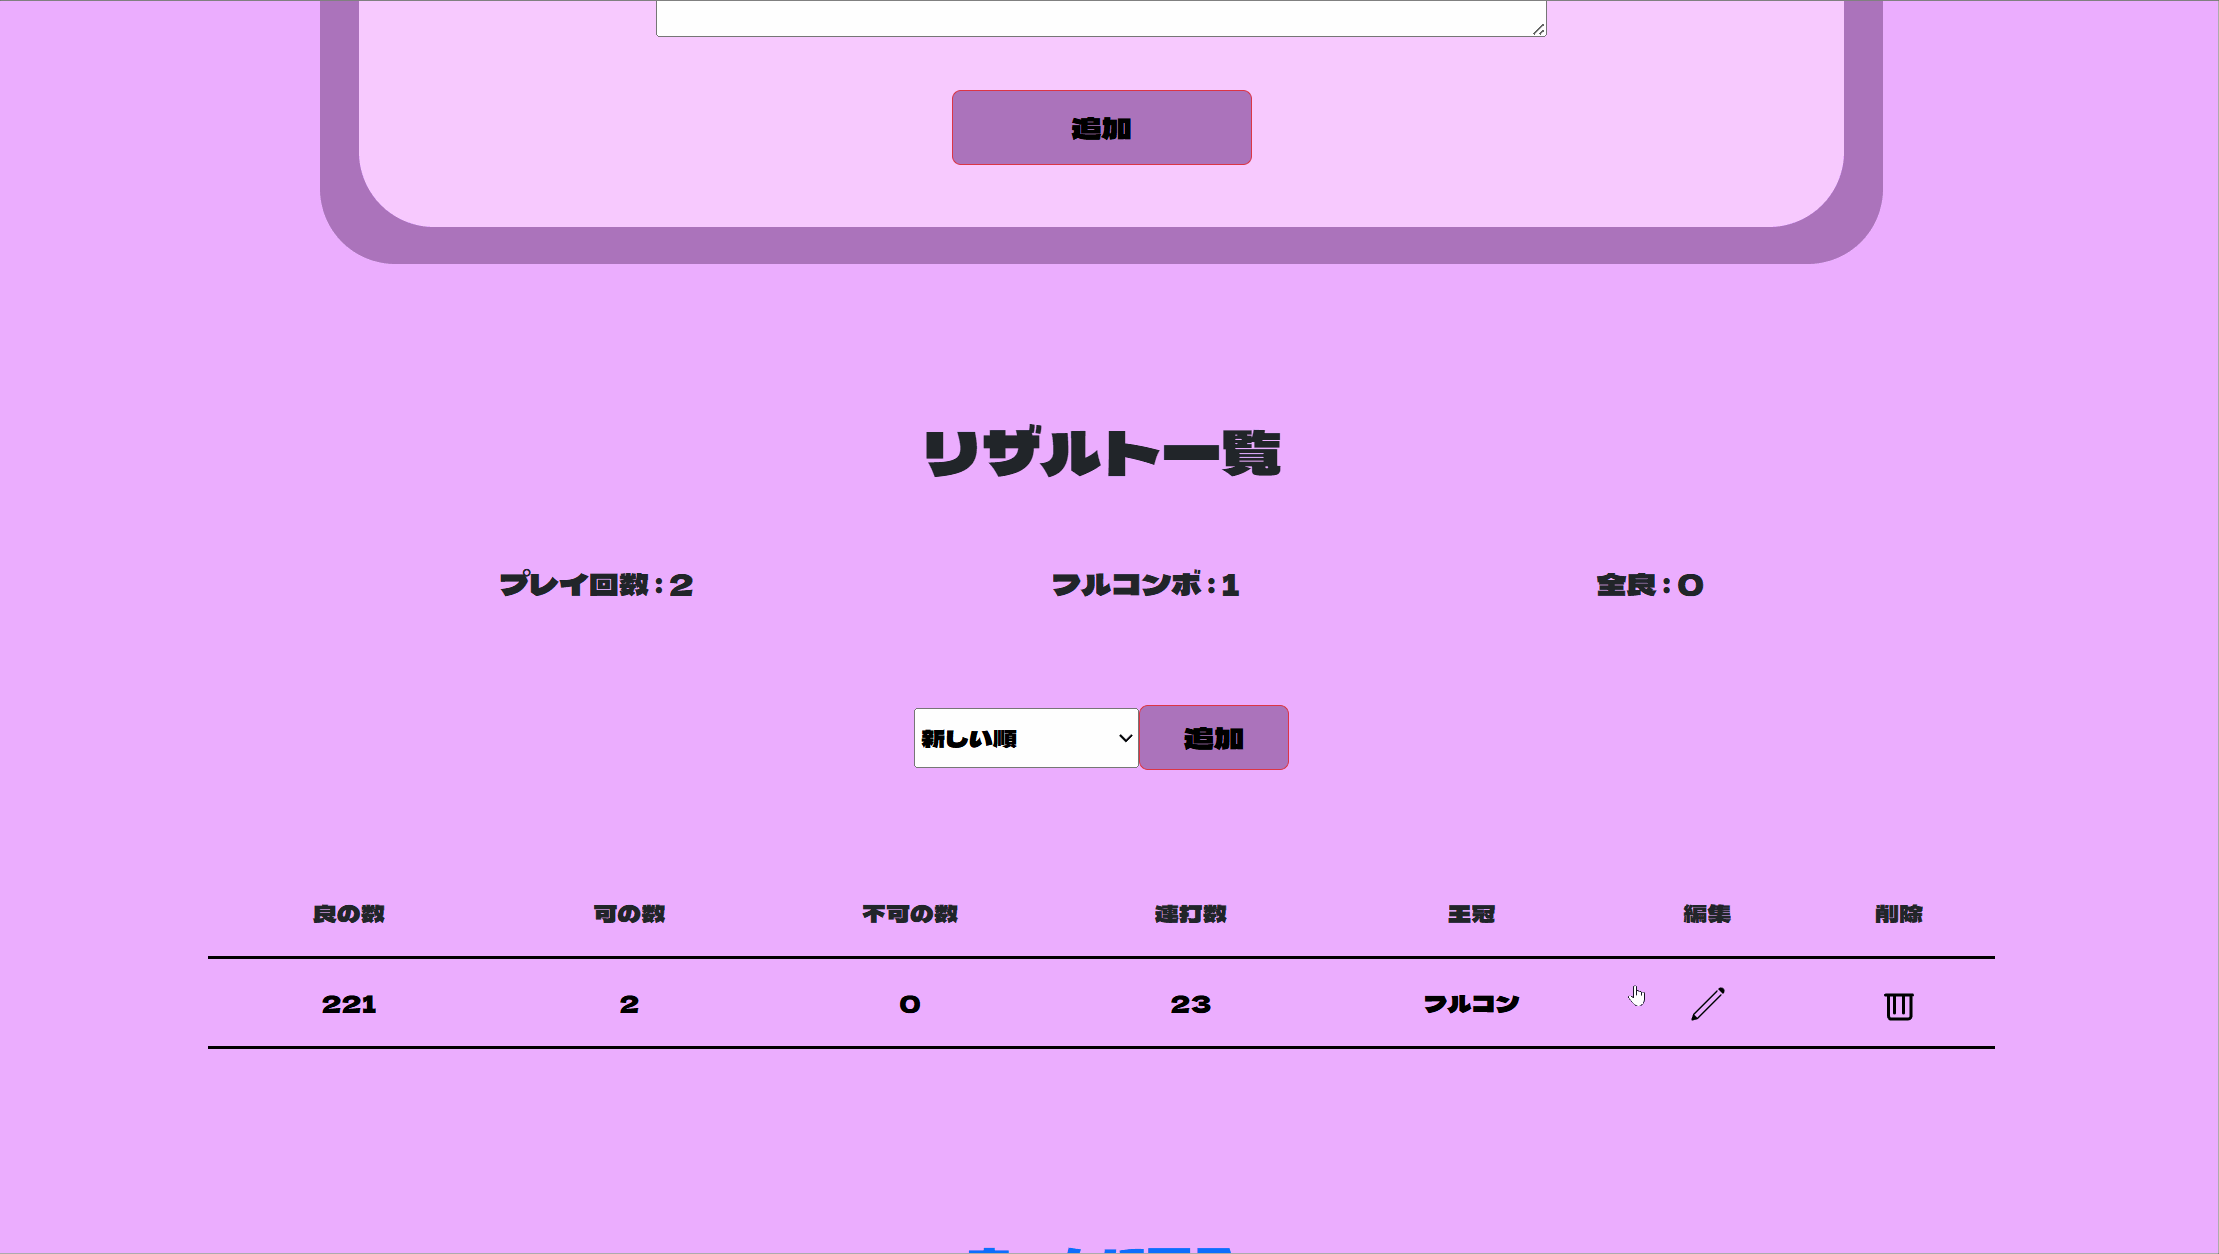 追加
リザルト一覧
プレイ回数:2 フルコンボ:1 全良:0
新しい順 追加
良の数 可の数 不可の数 連打数 王冠 編集 削除
221 2 0 23 フルコン